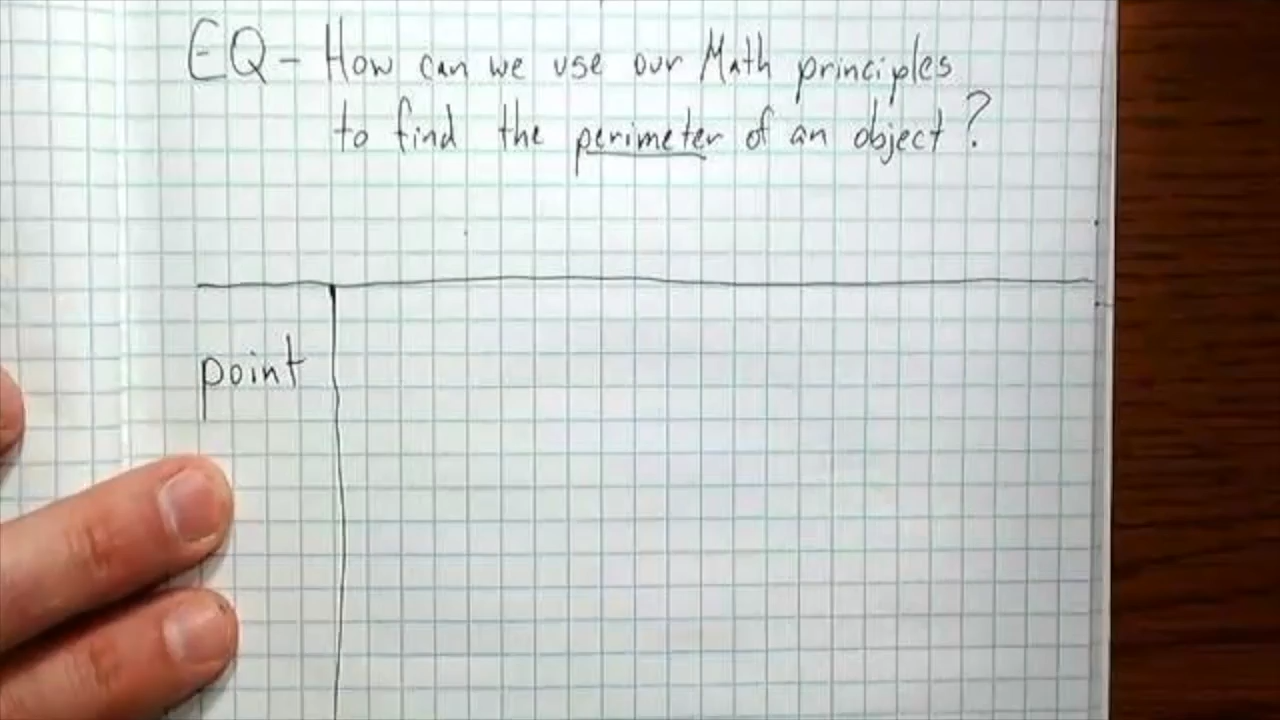 EQ - How can we use our Math principles
to find the perimeter of an object?
point